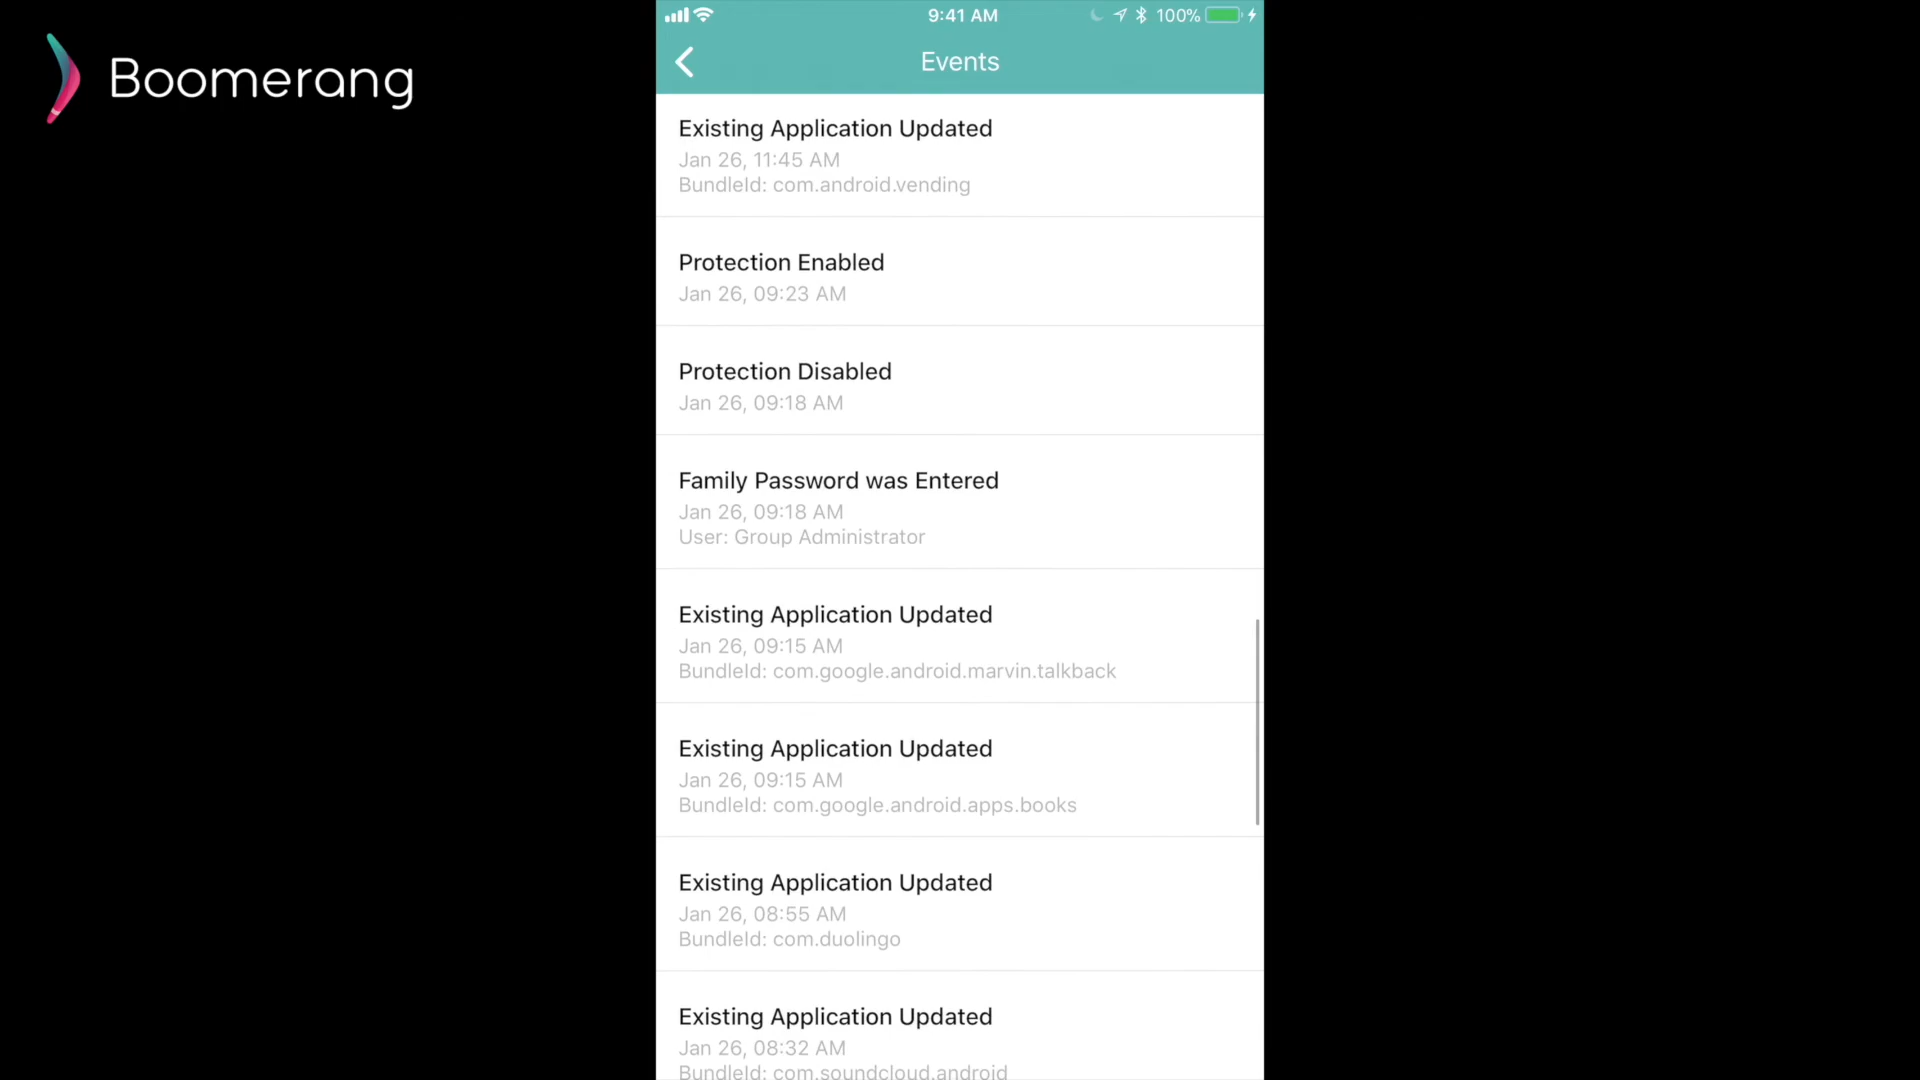 Boomerang
9:41 AM
100%
Events
Existing Application Updated
Jan 26, 11:45 AM
BundleId: com.android.vending
Protection Enabled
Jan 26, 09:23 AM
Protection Disabled
Jan 26, 09:18 AM
Family Password was Entered
Jan 26, 09:18 AM
User: Group Administrator
Existing Application Updated
Jan 26, 09:15 AM
BundleId: com.google.android.marvin.talkback
Existing Application Updated
Jan 26, 09:15 AM
BundleId: com.google.android.apps.books
Existing Application Updated
Jan 26, 08:55 AM
BundleId: com.duolingo
Existing Application Updated
Jan 26, 08:32 AM
BundleId: com.soundcloud.android